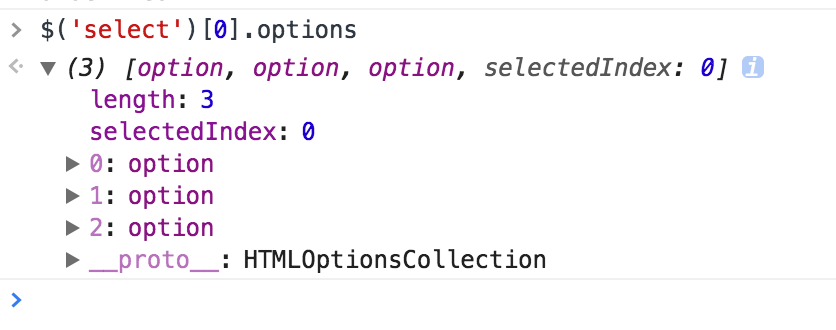 > $('select')[0].options
(3) [option, option, option, selectedIndex: 0] i
length: 3
selectedIndex: 0
0: option
1: option
2: option
__proto__: HTMLOptionsCollection
>